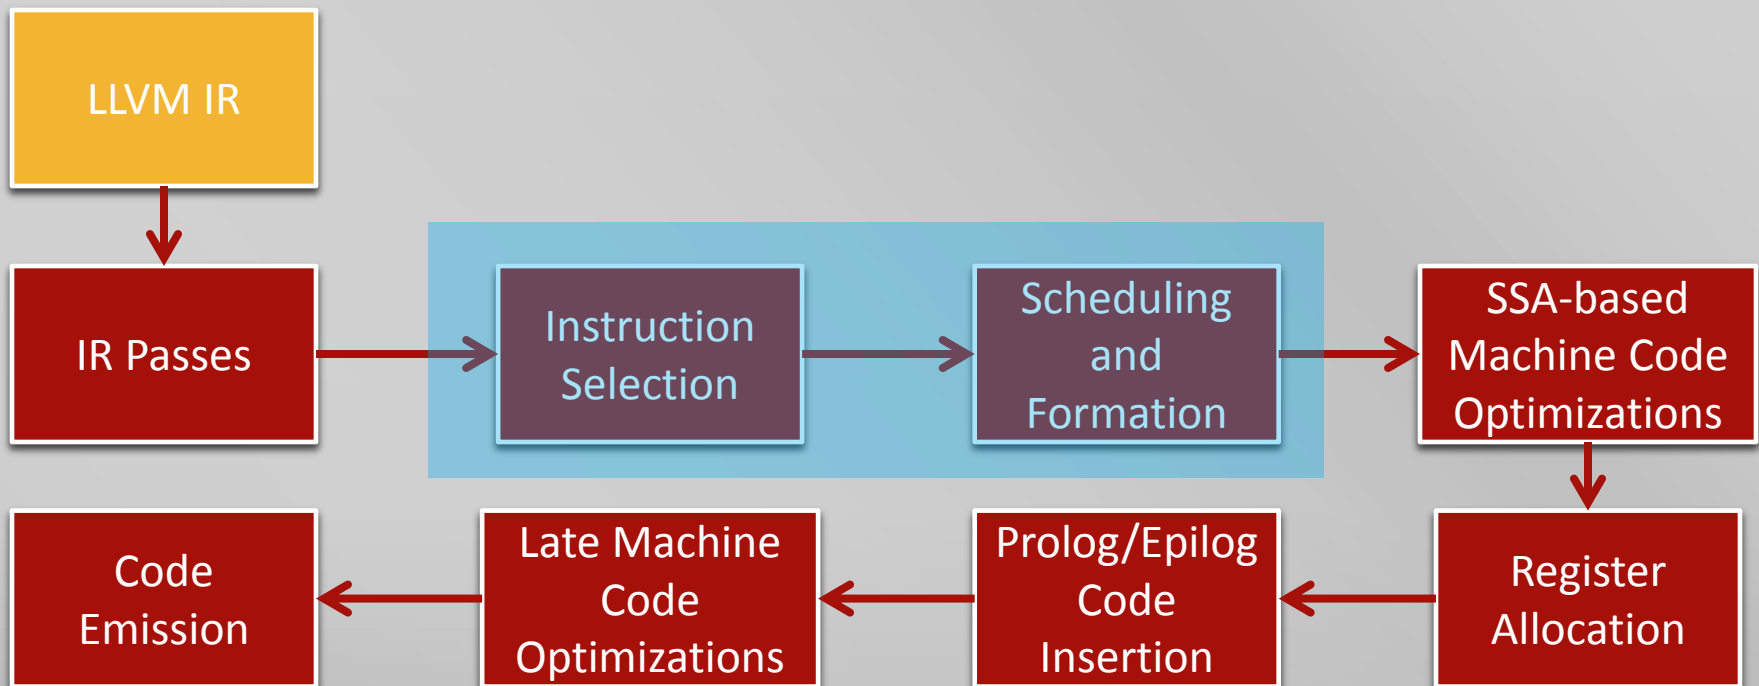 LLVM IR
IR Passes
Instruction
Selection
Scheduling
and
Formation
SSA-based
Machine Code
Optimizations
Register
Allocation
Prolog/Epilog
Code
Insertion
Late Machine
Code
Optimizations
Code
Emission